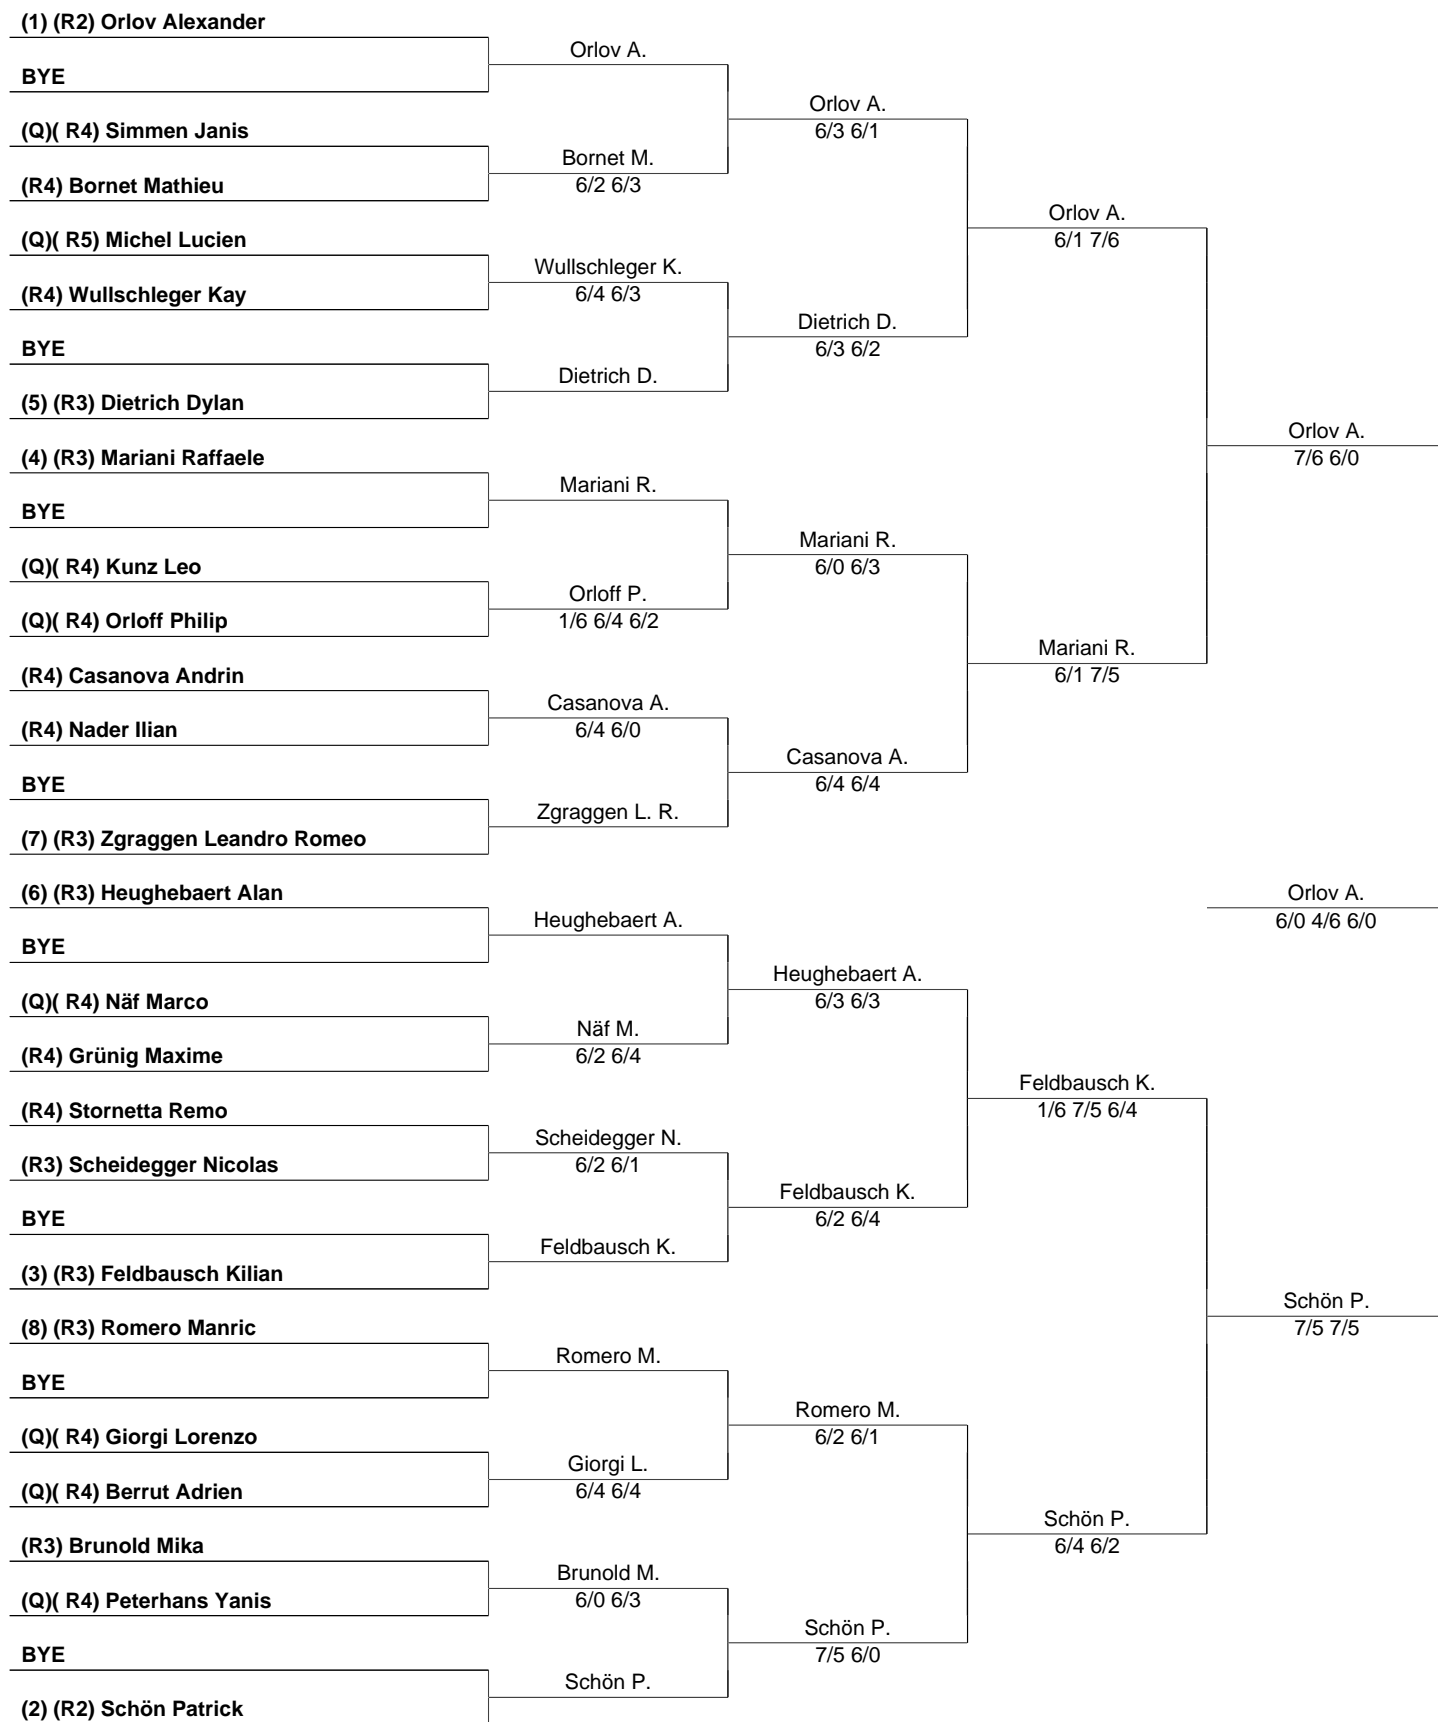 (1) (R2) Orlov Alexander
BYE
(Q)( R4) Simmen Janis
(R4) Bornet Mathieu
(Q)( R5) Michel Lucien
(R4) Wullschleger Kay
BYE
(5) (R3) Dietrich Dylan
(4) (R3) Mariani Raffaele
BYE
(Q)( R4) Kunz Leo
(Q)( R4) Orloff Philip
(R4) Casanova Andrin
(R4) Nader Ilian
BYE
(7) (R3) Zgraggen Leandro Romeo
(6) (R3) Heughebaert Alan
BYE
(Q)( R4) Näf Marco
(R4) Grünig Maxime
(R4) Stornetta Remo
(R3) Scheidegger Nicolas
BYE
(3) (R3) Feldbausch Kilian
(8) (R3) Romero Manric
BYE
(Q)( R4) Giorgi Lorenzo
(Q)( R4) Berrut Adrien
(R3) Brunold Mika
(Q)( R4) Peterhans Yanis
BYE
(2) (R2) Schön Patrick
Orlov A.
Bornet M.
6/2 6/3
Wullschleger K.
6/4 6/3
Dietrich D.
Mariani R.
Orloff P.
1/6 6/4 6/2
Casanova A.
6/4 6/0
Zgraggen L. R.
Heughebaert A.
Näf M.
6/2 6/4
Scheidegger N.
6/2 6/1
Feldbausch K.
Romero M.
Giorgi L.
6/4 6/4
Brunold M.
6/0 6/3
Schön P.
Orlov A.
6/3 6/1
Dietrich D.
6/3 6/2
Mariani R.
6/0 6/3
Casanova A.
6/4 6/4
Heughebaert A.
6/3 6/3
Feldbausch K.
6/2 6/4
Romero M.
6/2 6/1
Schön P.
7/5 6/0
Orlov A.
6/1 7/6
Mariani R.
6/1 7/5
Feldbausch K.
1/6 7/5 6/4
Schön P.
6/4 6/2
Orlov A.
7/6 6/0
Orlov A.
6/0 4/6 6/0
Schön P.
7/5 7/5